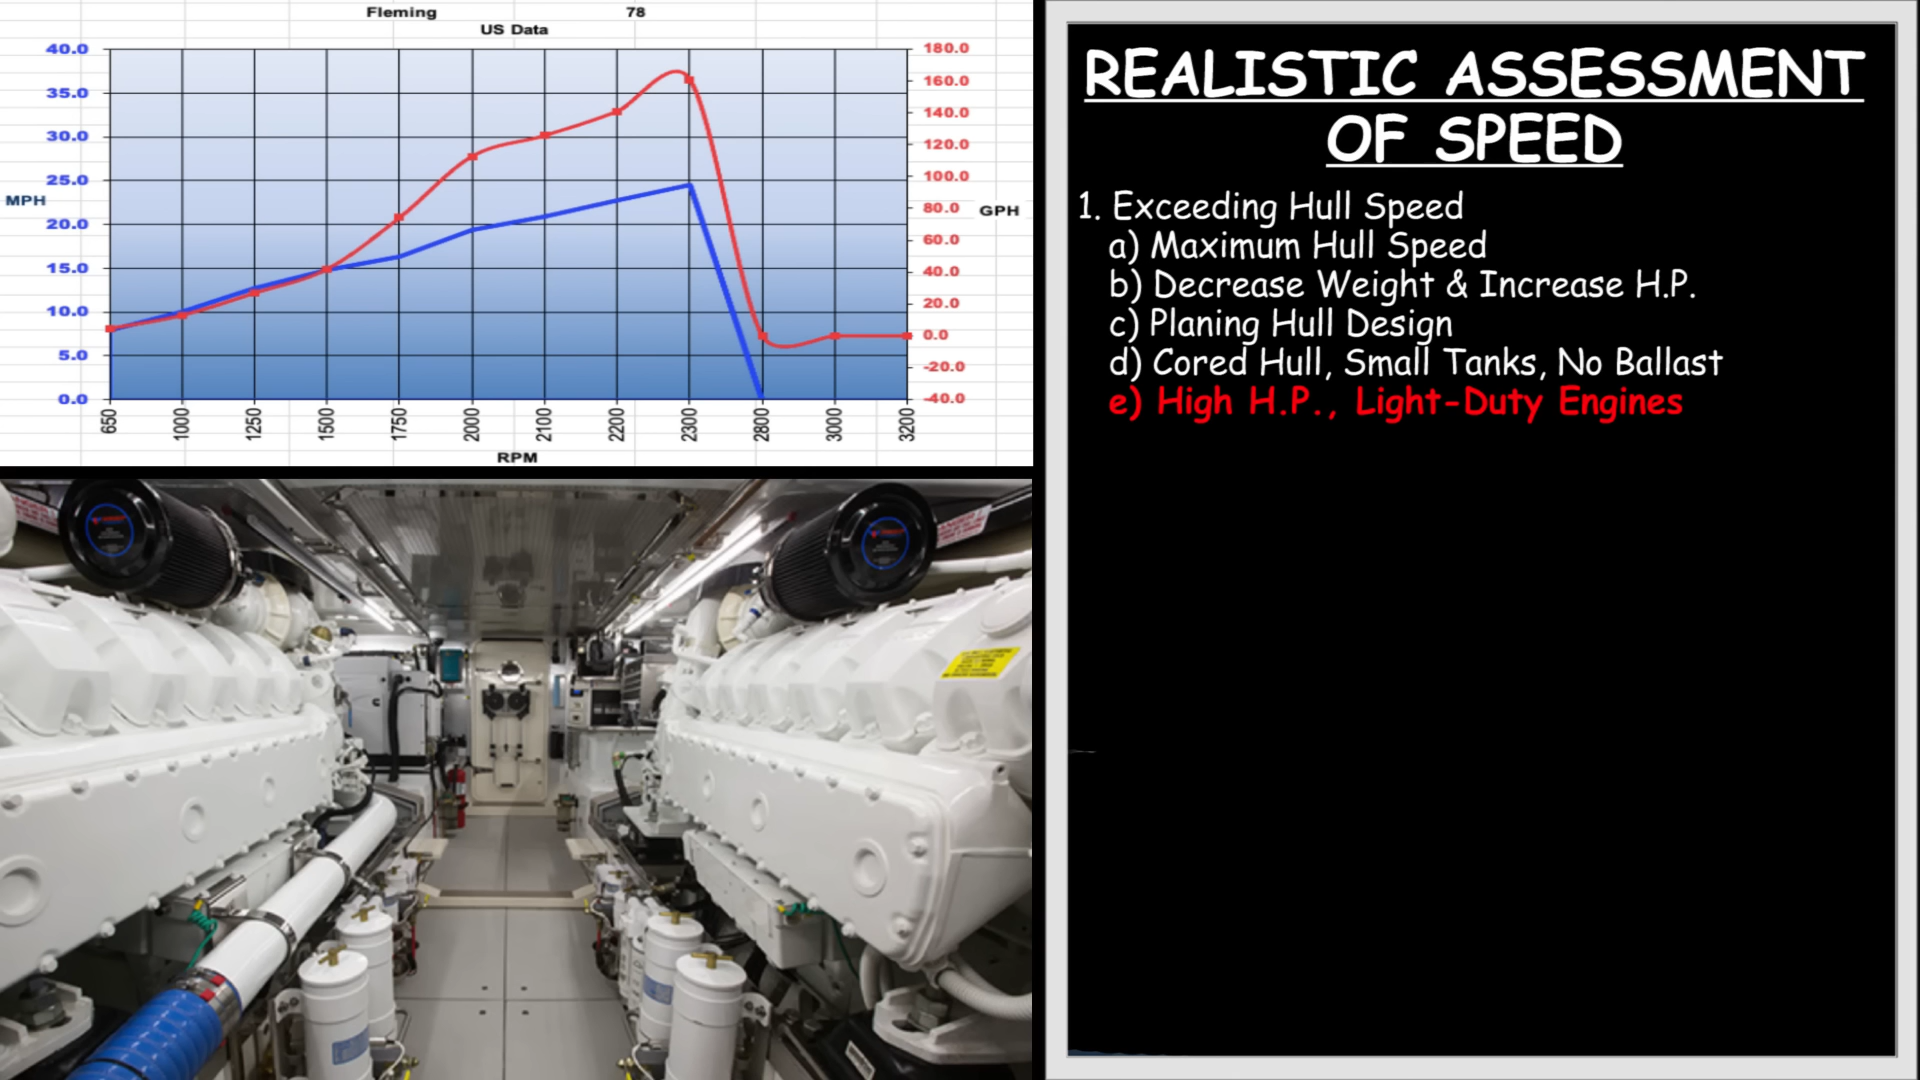 Fleming 78
US Data
40.0
35.0
30.0
25.0
20.0
15.0
10.0
5.0
0.0
MPH
180.0
160.0
140.0
120.0
100.0
80.0
60.0
40.0
20.0
0.0
-20.0
-40.0
GPH
650 1000 1250 1500 1750 2000 2100 2200 2300 2800 3000 3200
RPM
REALISTIC ASSESSMENT
OF SPEED
1. Exceeding Hull Speed
a) Maximum Hull Speed
b) Decrease Weight & Increase H.P.
c) Planing Hull Design
d) Cored Hull, Small Tanks, No Ballast
e) High H.P., Light-Duty Engines